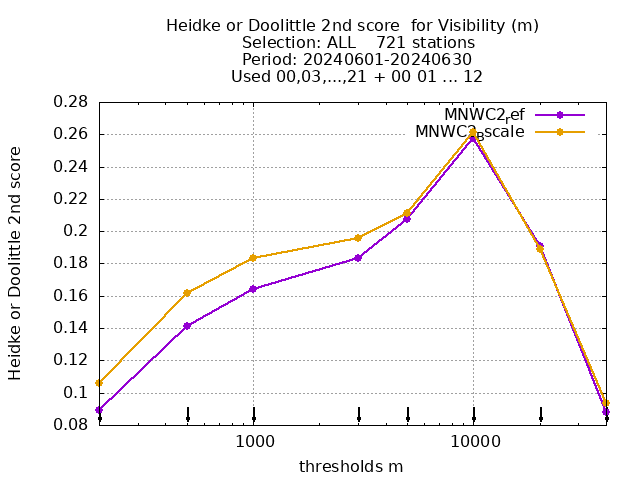 Heidke or Doolittle 2nd score  for Visibility (m)
Selection: ALL    721 stations
Period: 20240601-20240630
Used 00,03,...,21 + 00 01 ... 12
MNWC2_ref
MNWC2_Bscale
0.28
0.26
0.24
0.22
0.2
0.18
0.16
0.14
0.12
0.1
0.08
Heidke or Doolittle 2nd score
1000
10000
thresholds m